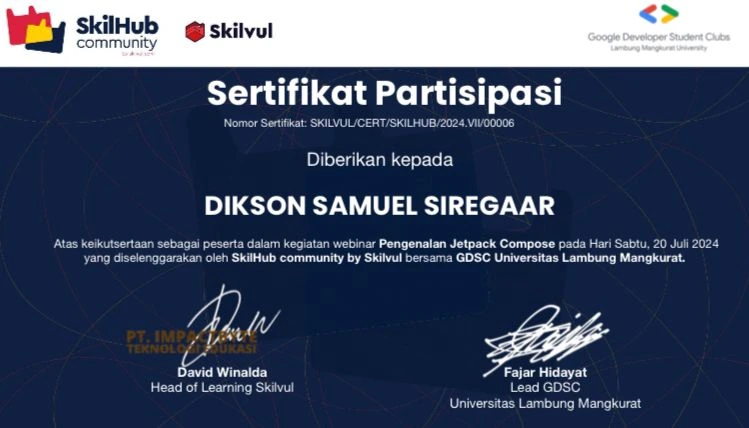 SkilHub
community
by skilvul.com
Skilvul
Google Developer Student Clubs
Lambung Mangkurat University
Sertifikat Partisipasi
Nomor Sertifikat: SKILVUL/CERT/SKILHUB/2024.VII/00006
Diberikan kepada
DIKSON SAMUEL SIREGAAR
Atas keikutsertaan sebagai peserta dalam kegiatan webinar Pengenalan Jetpack Compose pada Hari Sabtu, 20 Juli 2024
yang diselenggarakan oleh SkilHub community by Skilvul bersama GDSC Universitas Lambung Mangkurat.
PT. IMPACTBYTE
TEKNOLOGI EDUKASI
David Winalda
Head of Learning Skilvul
Fajar Hidayat
Lead GDSC
Universitas Lambung Mangkurat